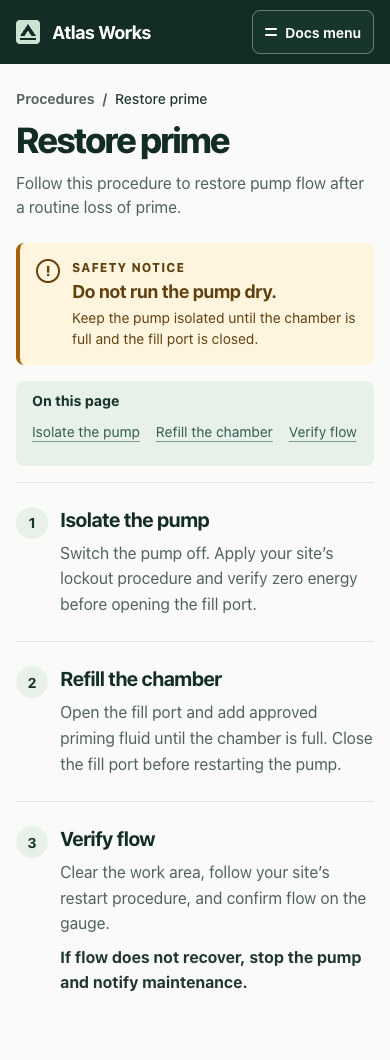 Atlas Works
Docs menu
Procedures / Restore prime
Restore prime
Follow this procedure to restore pump flow after
a routine loss of prime.
!
SAFETY NOTICE
Do not run the pump dry.
Keep the pump isolated until the chamber is
full and the fill port is closed.
On this page
Isolate the pump Refill the chamber Verify flow
1 Isolate the pump
Switch the pump off. Apply your site’s
lockout procedure and verify zero energy
before opening the fill port.
2 Refill the chamber
Open the fill port and add approved
priming fluid until the chamber is full. Close
the fill port before restarting the pump.
3 Verify flow
Clear the work area, follow your site’s
restart procedure, and confirm flow on the
gauge.
If flow does not recover, stop the pump
and notify maintenance.